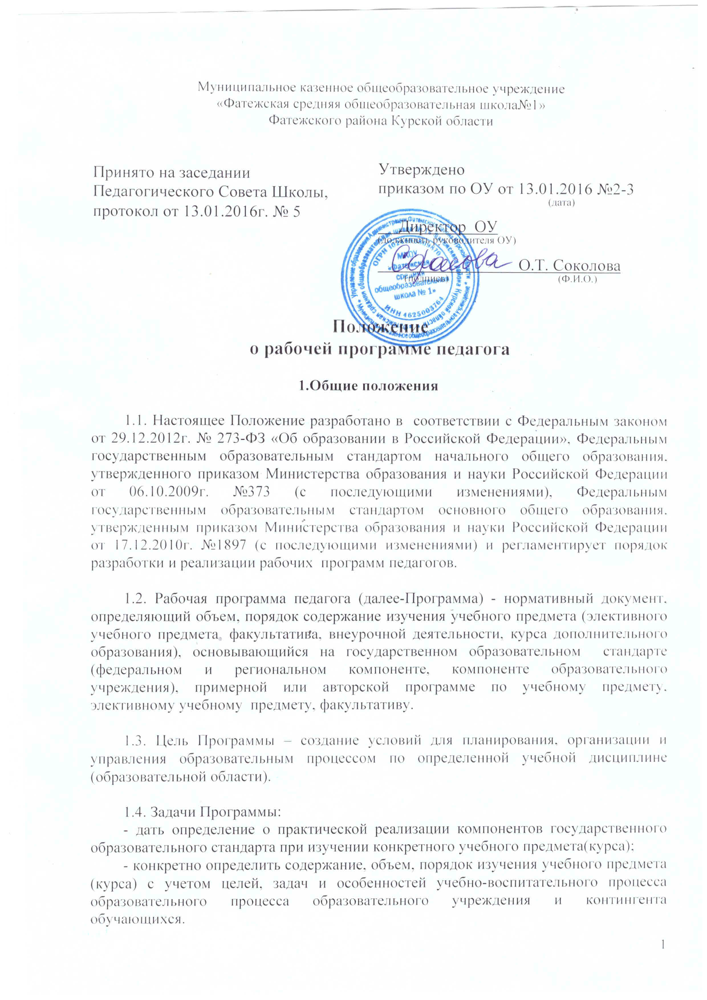 Муниципальное казенное общеобразовательное учреждение
«Фатежская средняя общеобразовательная школа№1»
Фатежского района Курской области
Принято на заседании
Педагогического Совета Школы,
протокол от 13.01.2016г. № 5
Утверждено
приказом по ОУ от 13.01.2016 №2-3
(дата)
Директор ОУ
(должность руководителя ОУ)
О.Т. Соколова
(подпись) (Ф.И.О.)
МКОУ
«Фатежская
средняя
общеобразовательная
школа № 1»
ИНН 4625003764
Положение
о рабочей программе педагога
1.Общие положения
1.1. Настоящее Положение разработано в соответствии с Федеральным законом
от 29.12.2012г. № 273-ФЗ «Об образовании в Российской Федерации», Федеральным
государственным образовательным стандартом начального общего образования,
утвержденного приказом Министерства образования и науки Российской Федерации
от 06.10.2009г. №373 (с последующими изменениями), Федеральным
государственным образовательным стандартом основного общего образования,
утвержденным приказом Министерства образования и науки Российской Федерации
от 17.12.2010г. №1897 (с последующими изменениями) и регламентирует порядок
разработки и реализации рабочих программ педагогов.
1.2. Рабочая программа педагога (далее-Программа) - нормативный документ,
определяющий объем, порядок содержание изучения учебного предмета (элективного
учебного предмета, факультатива, внеурочной деятельности, курса дополнительного
образования), основывающийся на государственном образовательном стандарте
(федеральном и региональном компоненте, компоненте образовательного
учреждения), примерной или авторской программе по учебному предмету,
элективному учебному предмету, факультативу.
1.3. Цель Программы – создание условий для планирования, организации и
управления образовательным процессом по определенной учебной дисциплине
(образовательной области).
1.4. Задачи Программы:
- дать определение о практической реализации компонентов государственного
образовательного стандарта при изучении конкретного учебного предмета(курса);
- конкретно определить содержание, объем, порядок изучения учебного предмета
(курса) с учетом целей, задач и особенностей учебно-воспитательного процесса
образовательного процесса образовательного учреждения и контингента
обучающихся.
1